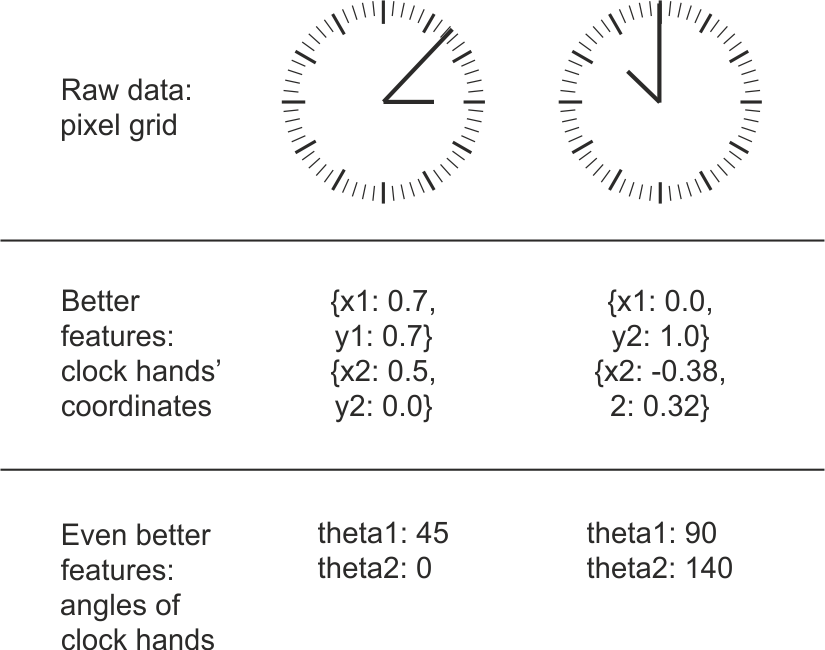 Raw data:
pixel grid
Better
features:
clock hands’
coordinates
{x1: 0.7,
y1: 0.7}
{x2: 0.5,
y2: 0.0}
{x1: 0.0,
y2: 1.0}
{x2: -0.38,
2: 0.32}
Even better
features:
angles of
clock hands
theta1: 45
theta2: 0
theta1: 90
theta2: 140